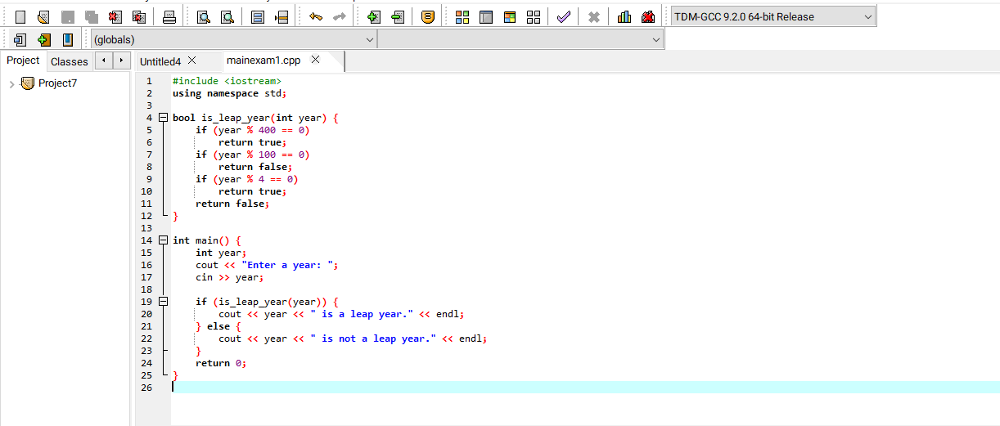 TDM-GCC 9.2.0 64-bit Release
(globals)
Project Classes Untitled4 mainexam1.cpp
Project7
1 #include <iostream>
2 using namespace std;
3
4 bool is_leap_year(int year) {
5     if (year % 400 == 0)
6         return true;
7     if (year % 100 == 0)
8         return false;
9     if (year % 4 == 0)
10         return true;
11     return false;
12 }
13
14 int main() {
15     int year;
16     cout << "Enter a year: ";
17     cin >> year;
18
19     if (is_leap_year(year)) {
20         cout << year << " is a leap year." << endl;
21     } else {
22         cout << year << " is not a leap year." << endl;
23     }
24     return 0;
25 }
26